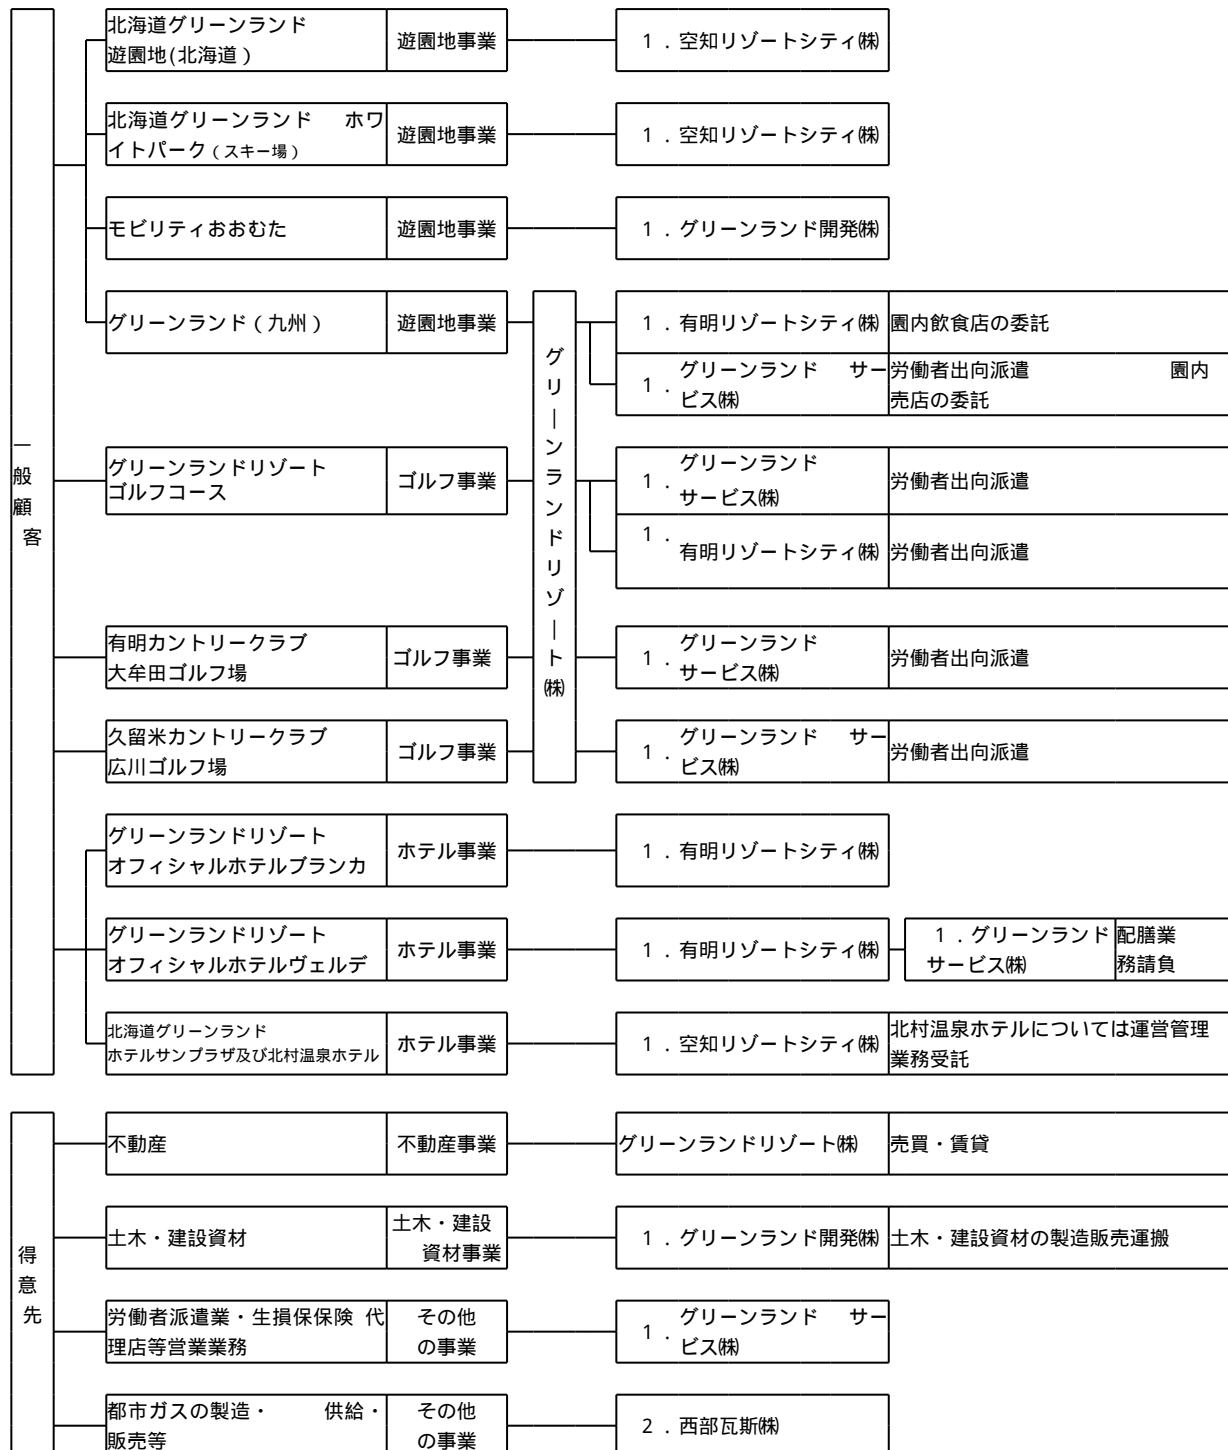 一般顧客
北海道グリーンランド
遊園地(北海道)
遊園地事業
1．空知リゾートシティ㈱
北海道グリーンランド　ホワ
イトパーク（スキー場）
遊園地事業
1．空知リゾートシティ㈱
モビリティおおむた
遊園地事業
1．グリーンランド開発㈱
グリーンランド（九州）
遊園地事業
グリーンランドリゾート㈱
1．有明リゾートシティ㈱
園内飲食店の委託
1．グリーンランド　サー
ビス㈱
労働者出向派遣　園内
売店の委託
グリーンランドリゾート
ゴルフコース
ゴルフ事業
1．グリーンランド
サービス㈱
労働者出向派遣
1．有明リゾートシティ㈱
労働者出向派遣
有明カントリークラブ
大牟田ゴルフ場
ゴルフ事業
1．グリーンランド
サービス㈱
労働者出向派遣
久留米カントリークラブ
広川ゴルフ場
ゴルフ事業
1．グリーンランド　サー
ビス㈱
労働者出向派遣
グリーンランドリゾート
オフィシャルホテルブランカ
ホテル事業
1．有明リゾートシティ㈱
グリーンランドリゾート
オフィシャルホテルヴェルデ
ホテル事業
1．有明リゾートシティ㈱
1．グリーンランド
サービス㈱
配膳業
務請負
北海道グリーンランド
ホテルサンプラザ及び北村温泉ホテル
ホテル事業
1．空知リゾートシティ㈱
北村温泉ホテルについては運営管理
業務受託
得意先
不動産
不動産事業
グリーンランドリゾート㈱
売買・賃貸
土木・建設資材
土木・建設
資材事業
1．グリーンランド開発㈱
土木・建設資材の製造販売運搬
労働者派遣業・生損保保険 代
理店等営業業務
その他
の事業
1．グリーンランド　サー
ビス㈱
都市ガスの製造・　供給・
販売等
その他
の事業
2．西部瓦斯㈱